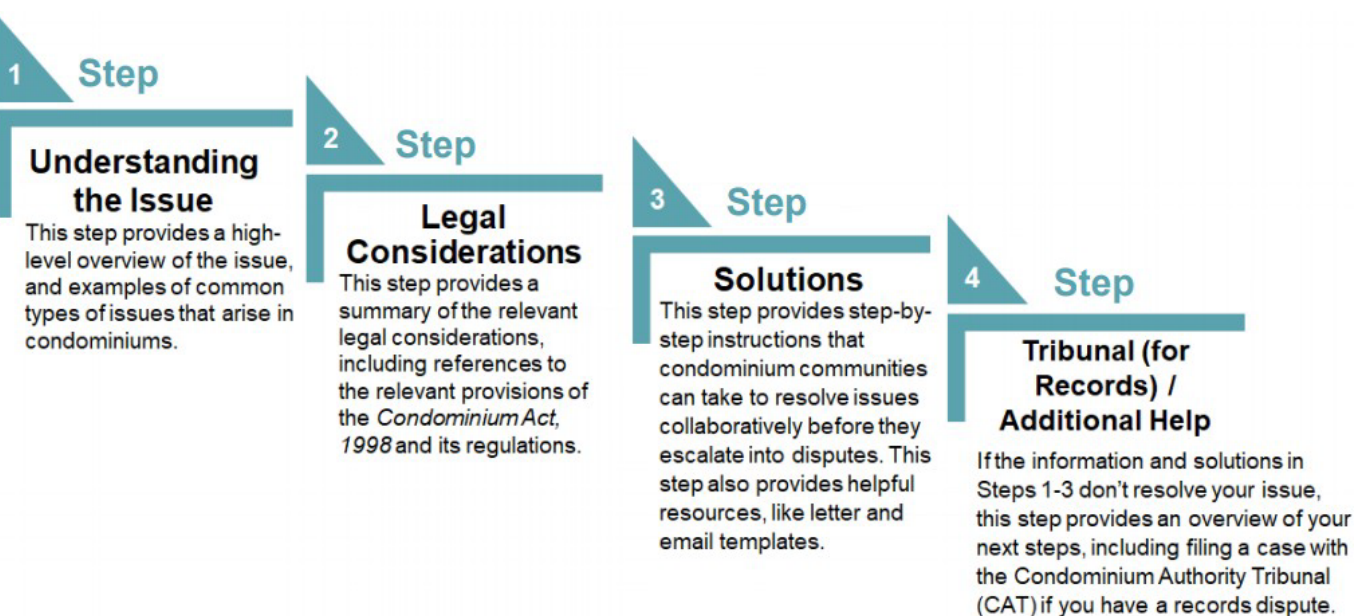 1 Step
Understanding
the Issue
This step provides a high-
level overview of the issue,
and examples of common
types of issues that arise in
condominiums.
2 Step
Legal
Considerations
This step provides a
summary of the relevant
legal considerations,
including references to
the relevant provisions of
the Condominium Act,
1998 and its regulations.
3 Step
Solutions
This step provides step-by-
step instructions that
condominium communities
can take to resolve issues
collaboratively before they
escalate into disputes. This
step also provides helpful
resources, like letter and
email templates.
4 Step
Tribunal (for
Records) /
Additional Help
If the information and solutions in
Steps 1-3 don't resolve your issue,
this step provides an overview of your
next steps, including filing a case with
the Condominium Authority Tribunal
(CAT) if you have a records dispute.